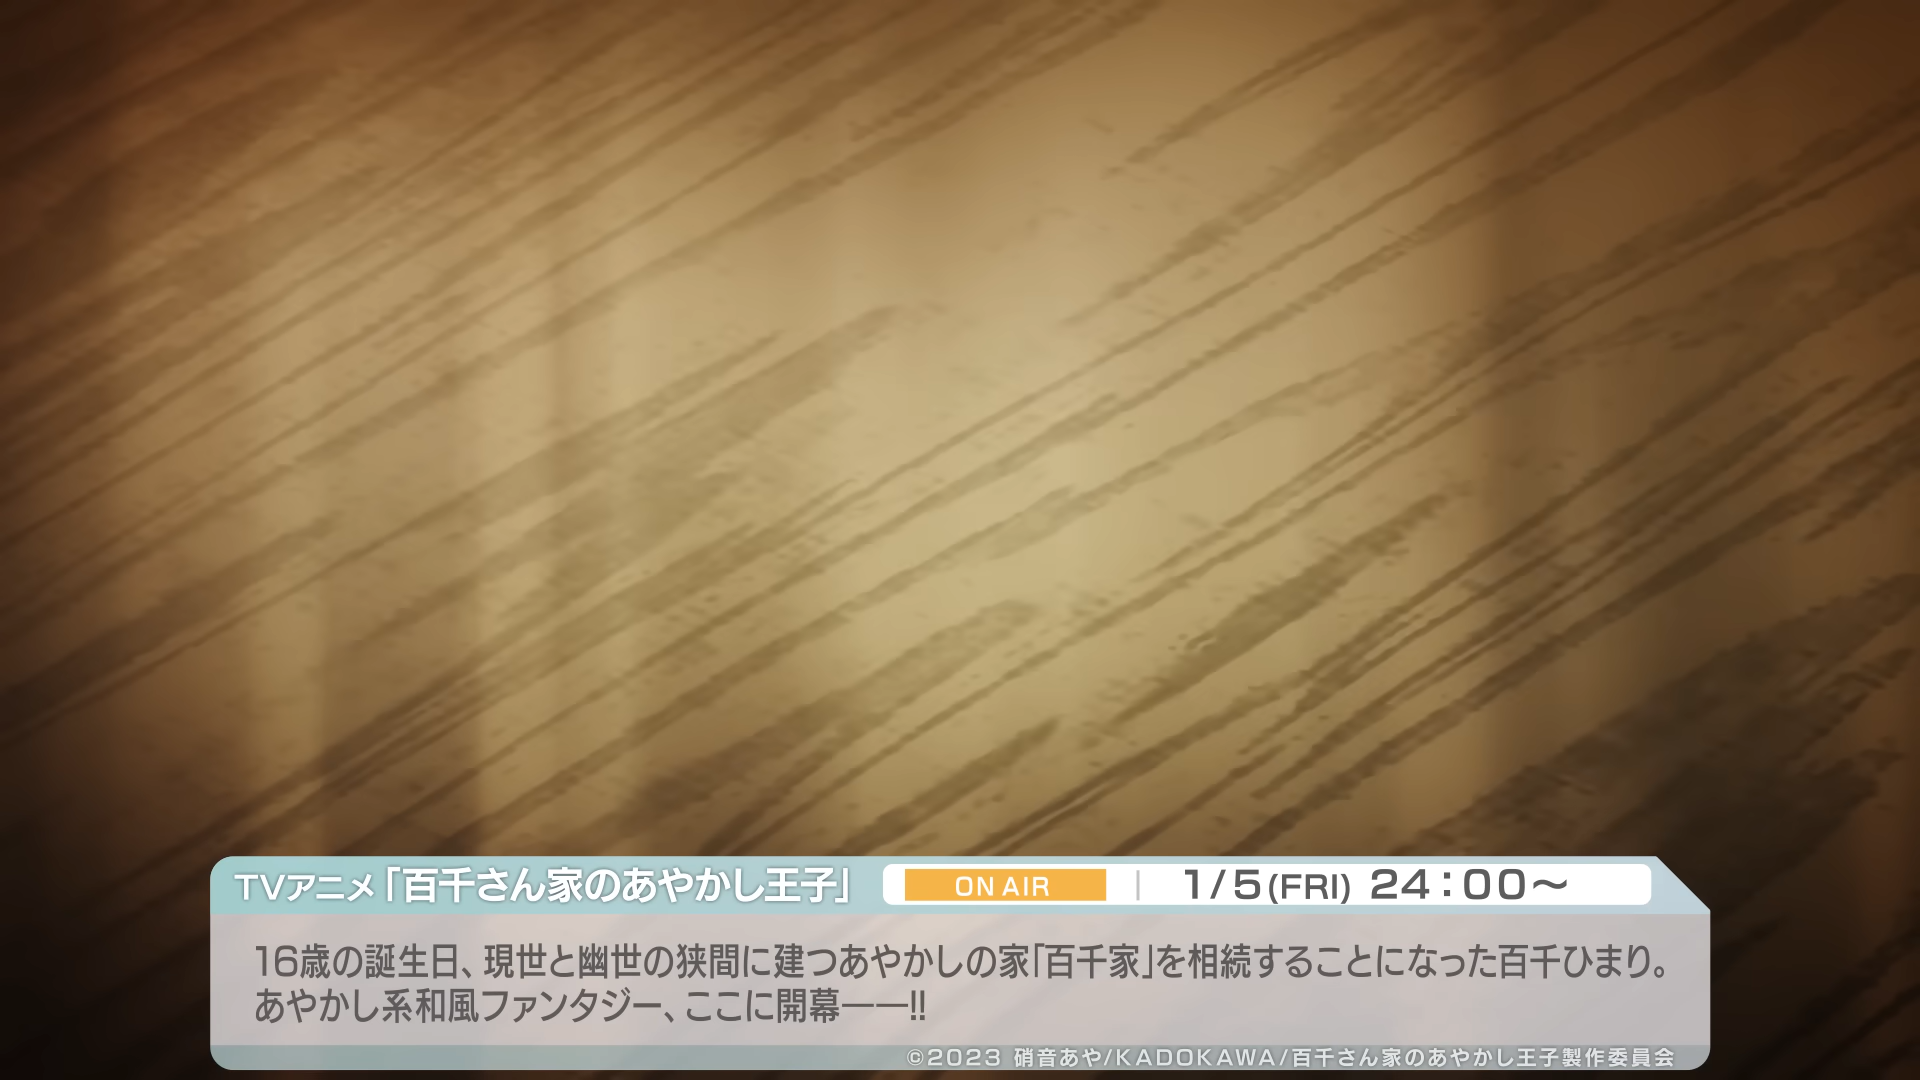 TVアニメ「百千さん家のあやかし王子」
ON AIR | 1/5(FRI) 24:00〜
16歳の誕生日、現世と幽世の狭間に建つあやかしの家「百千家」を相続することになった百千ひまり。
あやかし系和風ファンタジー、ここに開幕――!!
©2023 硝音あや/KADOKAWA/百千さん家のあやかし王子製作委員会